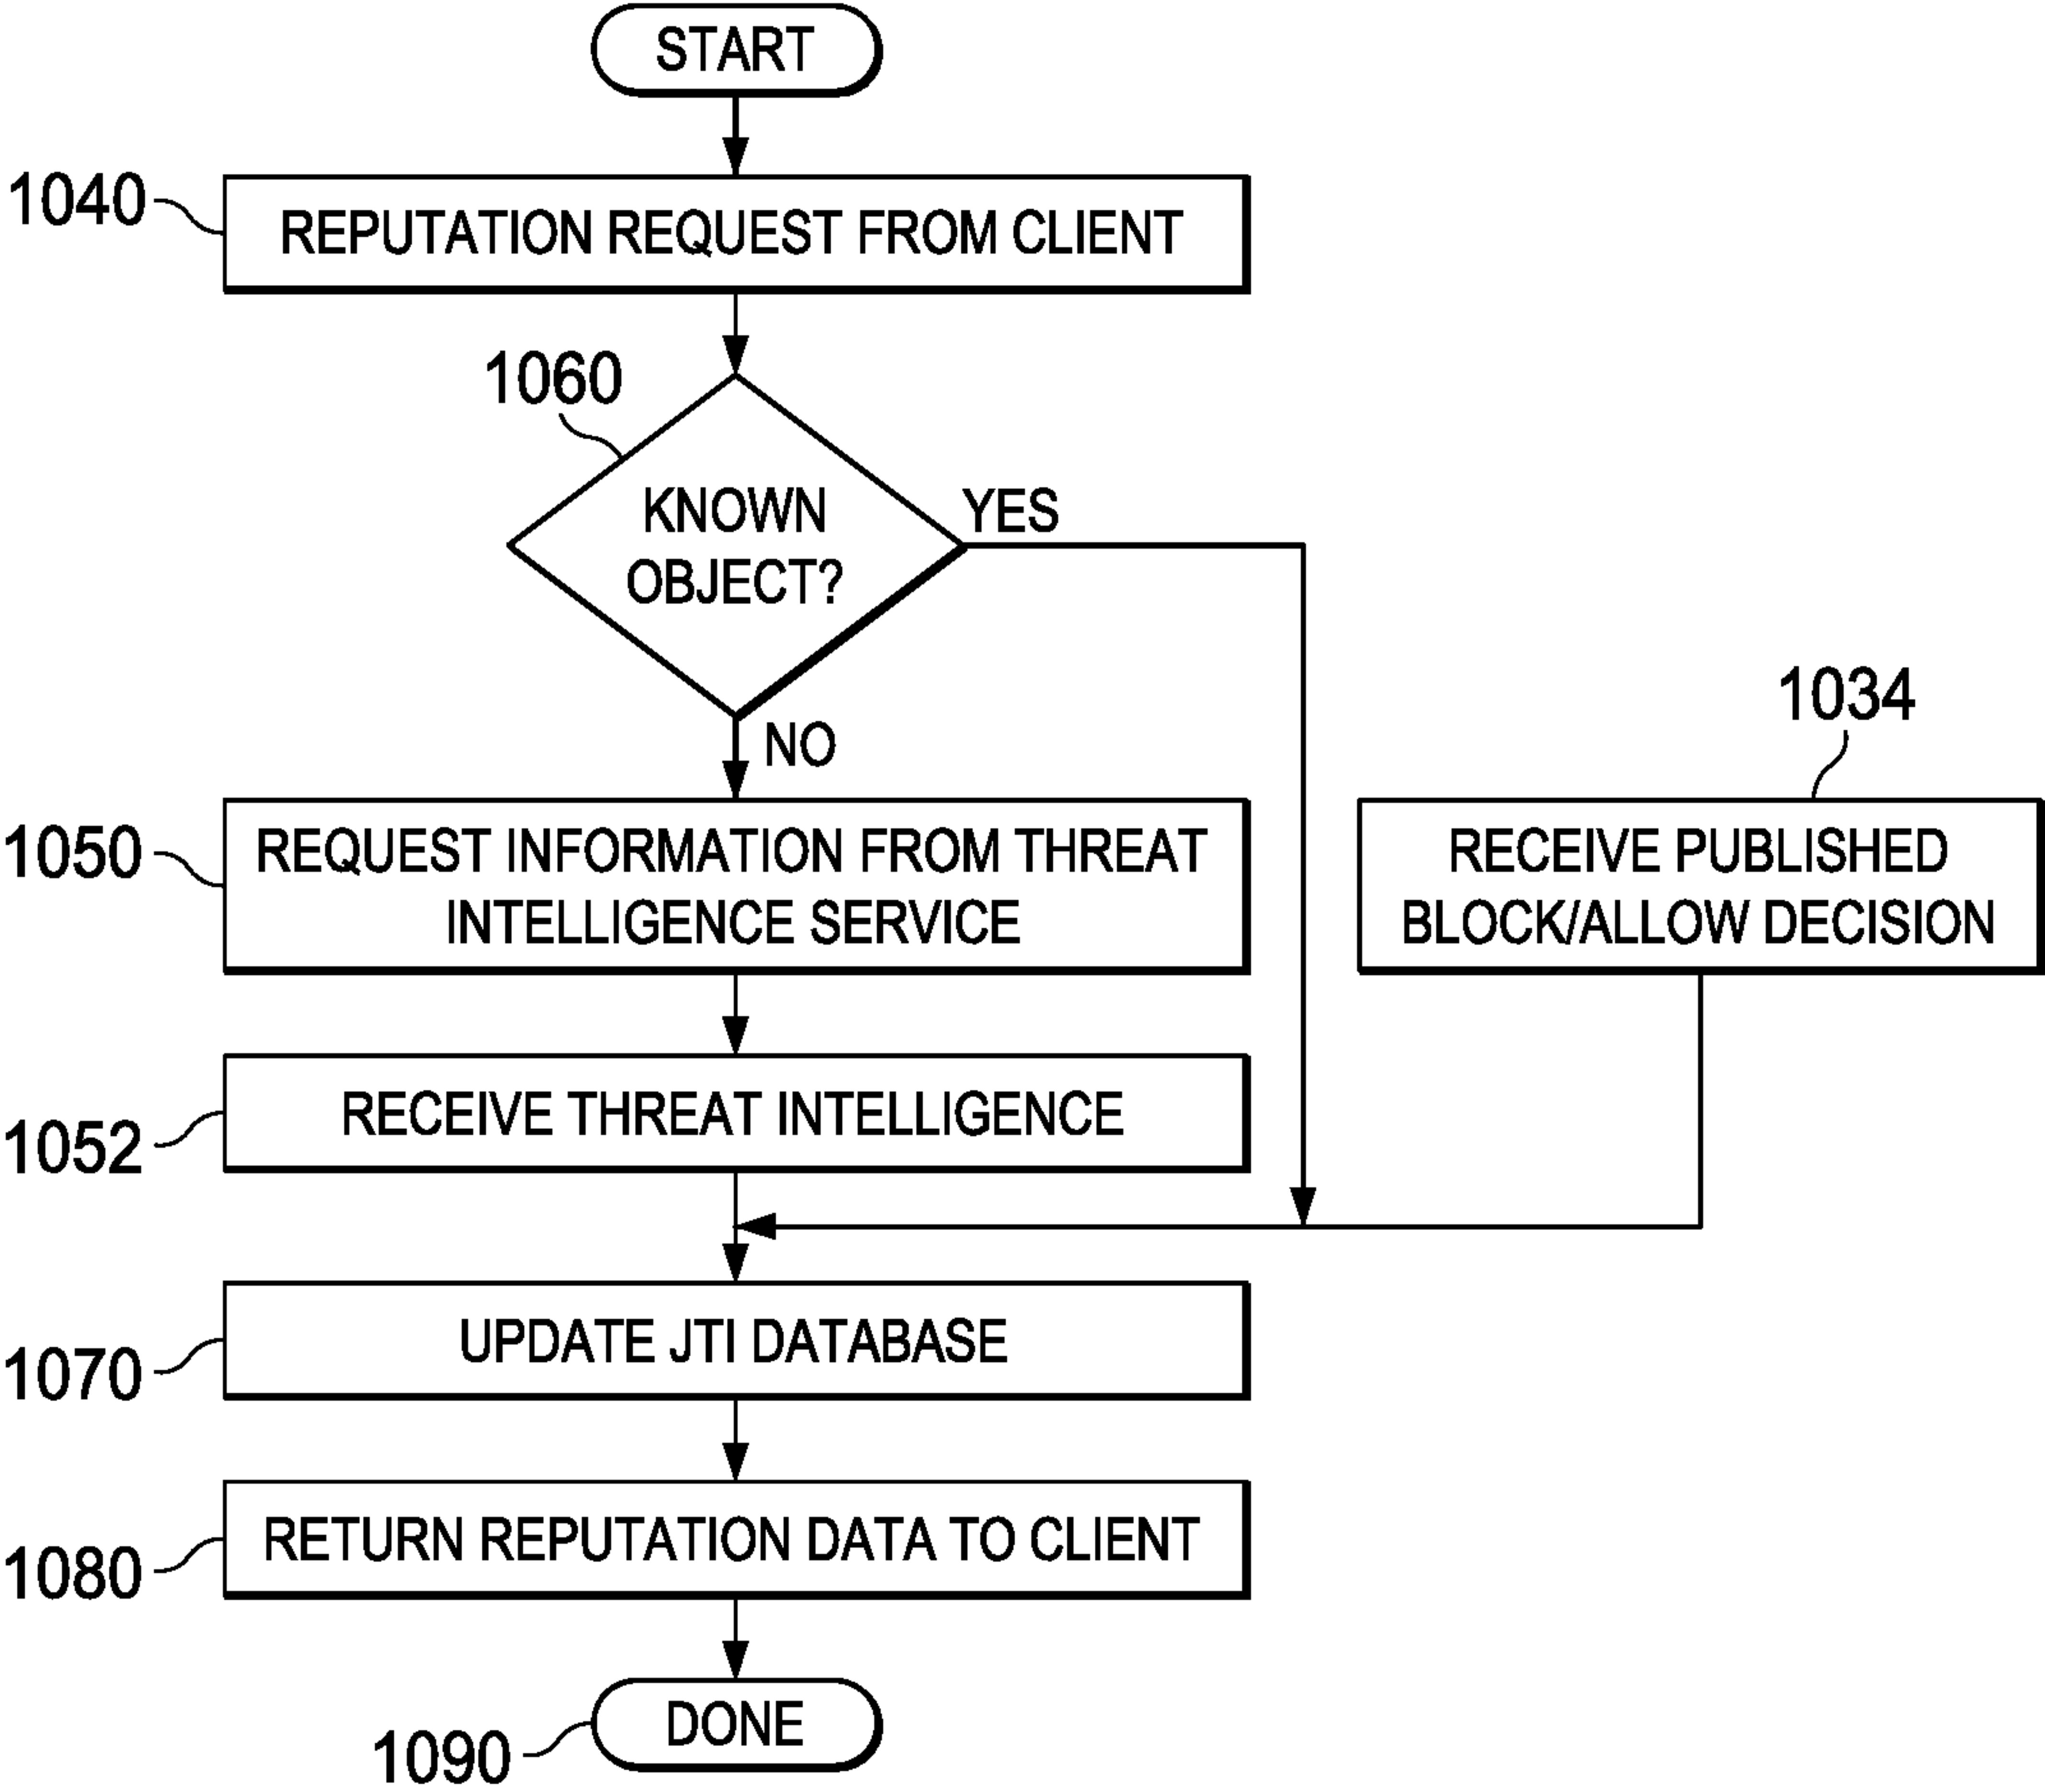 START
1040
REPUTATION REQUEST FROM CLIENT
1060
KNOWN
OBJECT?
YES
NO
1034
1050
REQUEST INFORMATION FROM THREAT
INTELLIGENCE SERVICE
RECEIVE PUBLISHED
BLOCK/ALLOW DECISION
1052
RECEIVE THREAT INTELLIGENCE
1070
UPDATE JTI DATABASE
1080
RETURN REPUTATION DATA TO CLIENT
1090
DONE